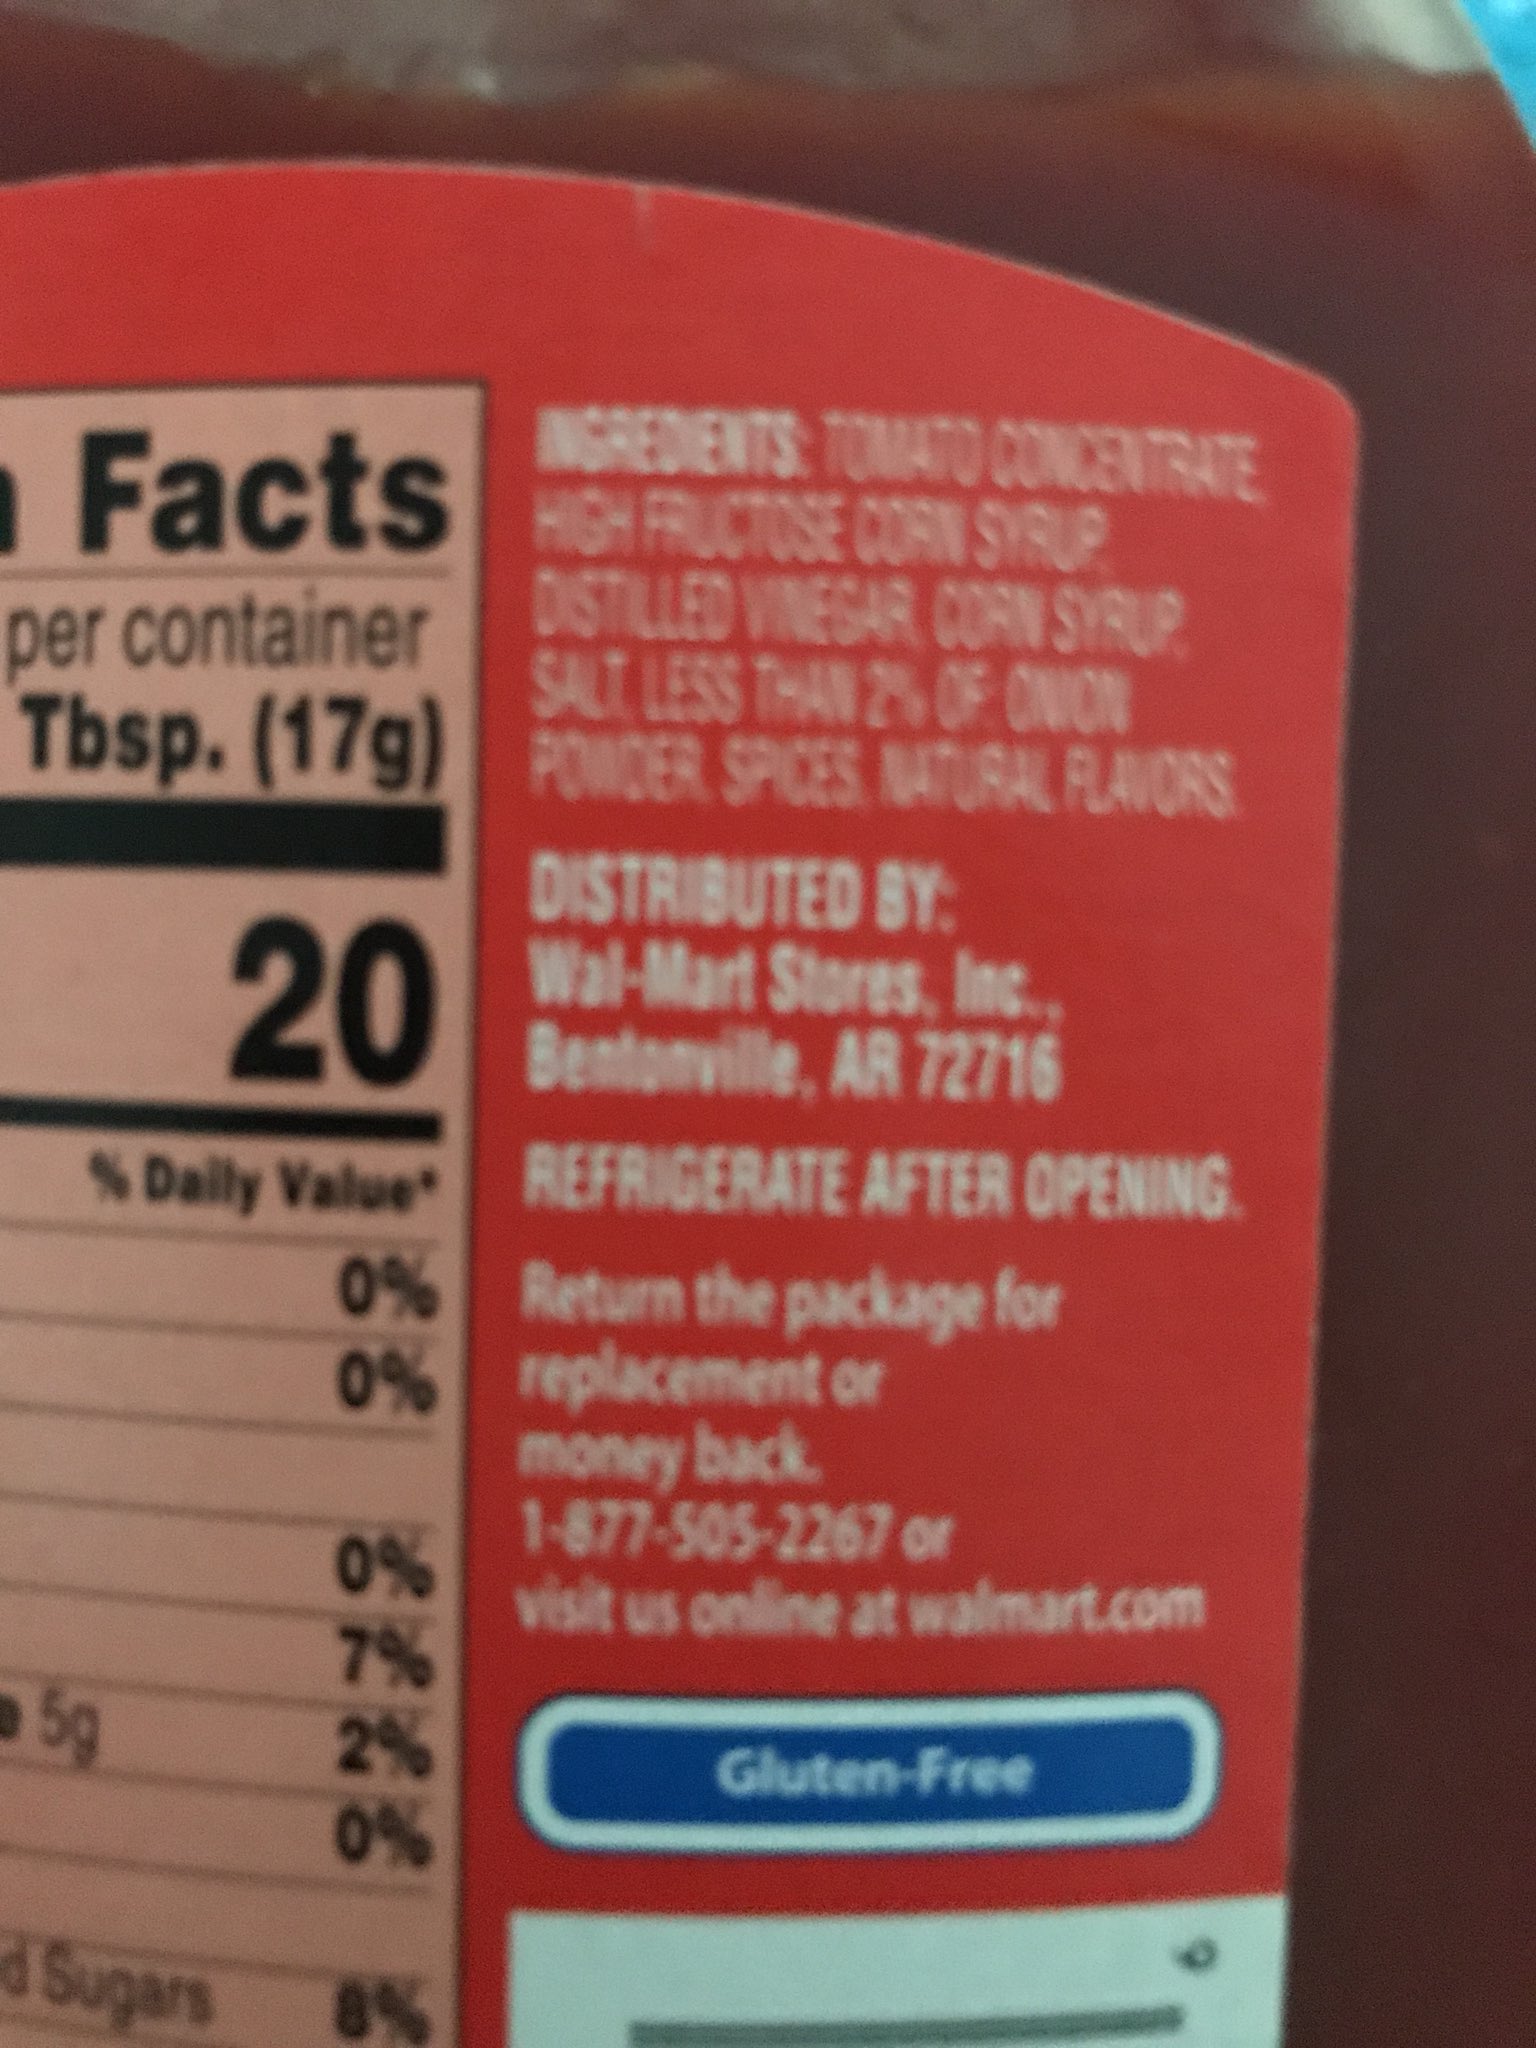 Facts
per container
Tbsp. (17g)
20
% Daily Value*
0%
0%
0%
7%
5g 2%
0%
d Sugars 8%
INGREDIENTS: TOMATO CONCENTRATE,
HIGH FRUCTOSE CORN SYRUP,
DISTILLED VINEGAR, CORN SYRUP,
SALT, LESS THAN 2% OF: ONION
POWDER, SPICES, NATURAL FLAVORS.
DISTRIBUTED BY:
Wal-Mart Stores, Inc.,
Bentonville, AR 72716
REFRIGERATE AFTER OPENING.
Return the package for
replacement or
money back.
1-877-505-2267 or
visit us online at walmart.com
Gluten-Free